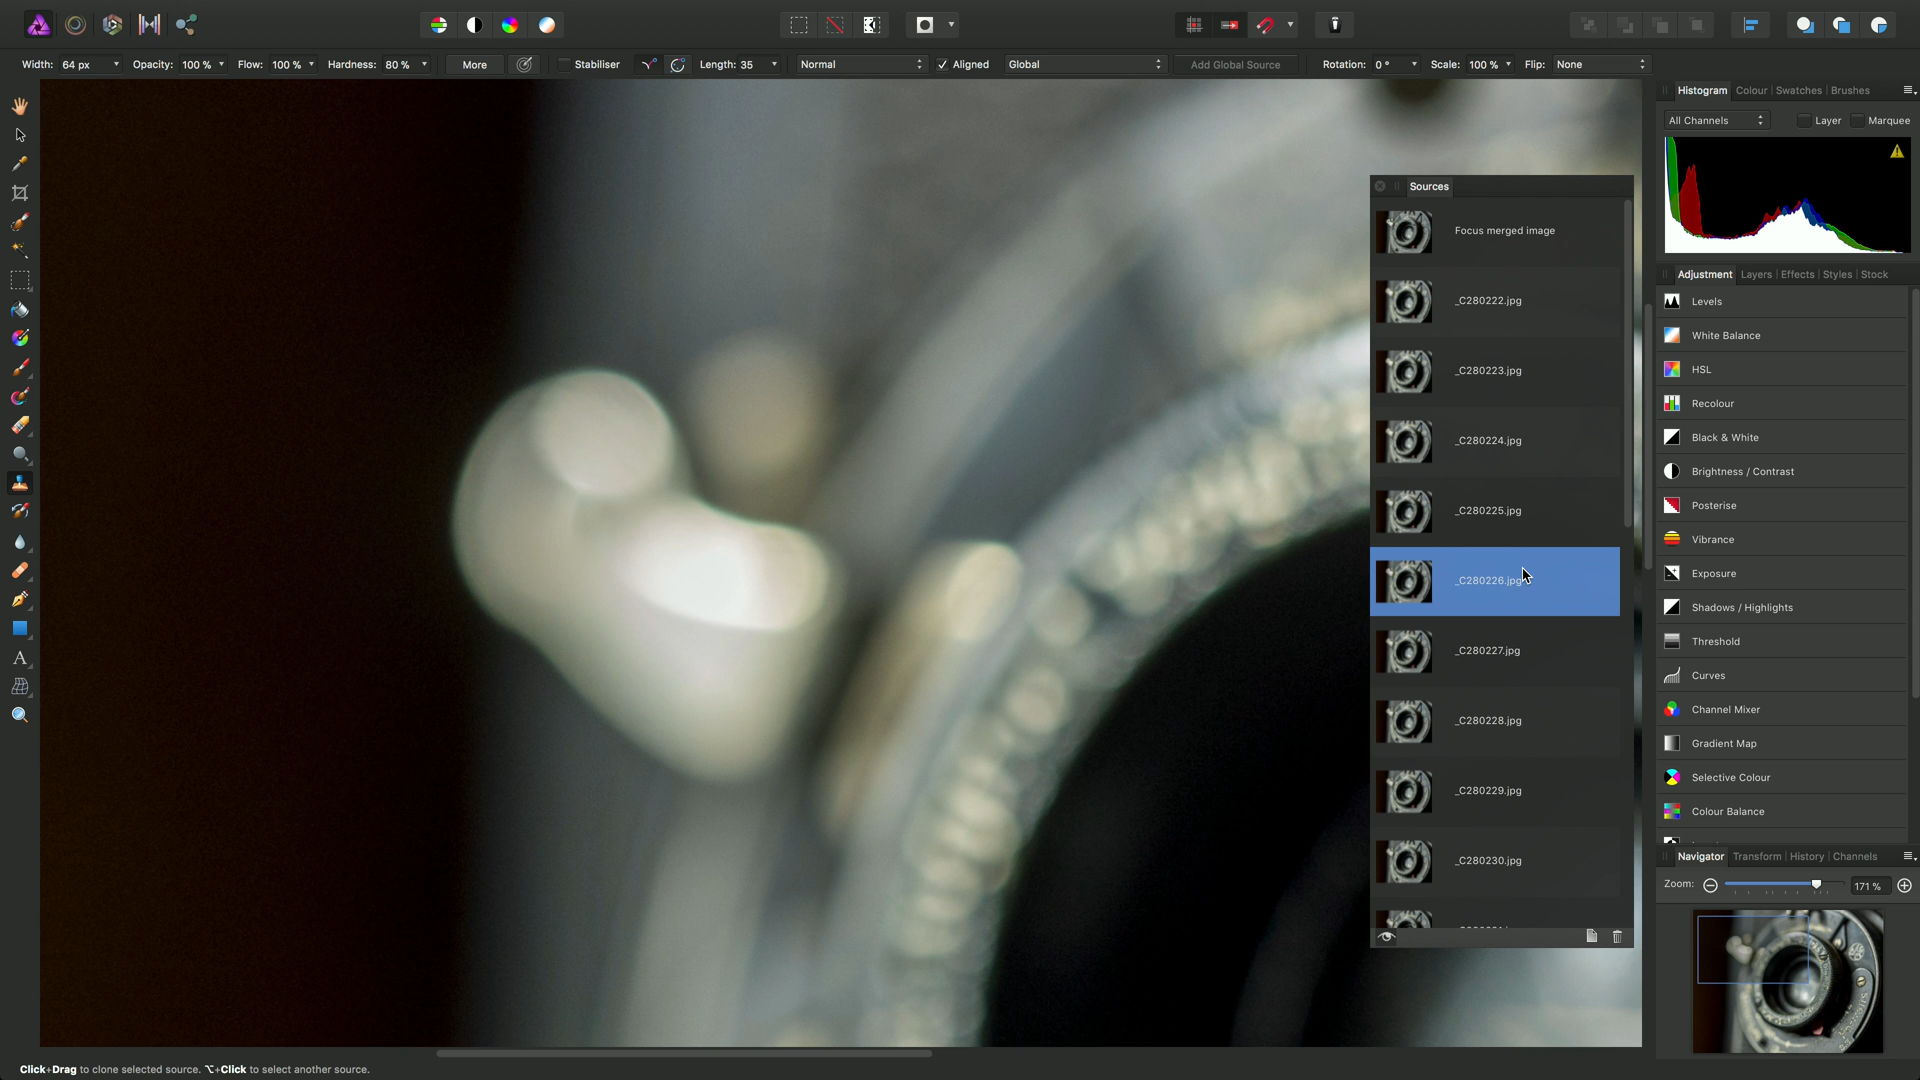 Width: 64 px Opacity: 100 % Flow: 100 % Hardness: 80 % More Stabiliser Length: 35 Normal Aligned Global Add Global Source Rotation: 0 ° Scale: 100 % Flip: None
Histogram Colour Swatches Brushes
All Channels Layer Marquee
Sources
Focus merged image
_C280222.jpg
_C280223.jpg
_C280224.jpg
_C280225.jpg
_C280226.jpg
_C280227.jpg
_C280228.jpg
_C280229.jpg
_C280230.jpg
Adjustment Layers Effects Styles Stock
Levels
White Balance
HSL
Recolour
Black & White
Brightness / Contrast
Posterise
Vibrance
Exposure
Shadows / Highlights
Threshold
Curves
Channel Mixer
Gradient Map
Selective Colour
Colour Balance
Navigator Transform History Channels
Zoom: 171 %
Click+Drag to clone selected source. ⌥+Click to select another source.